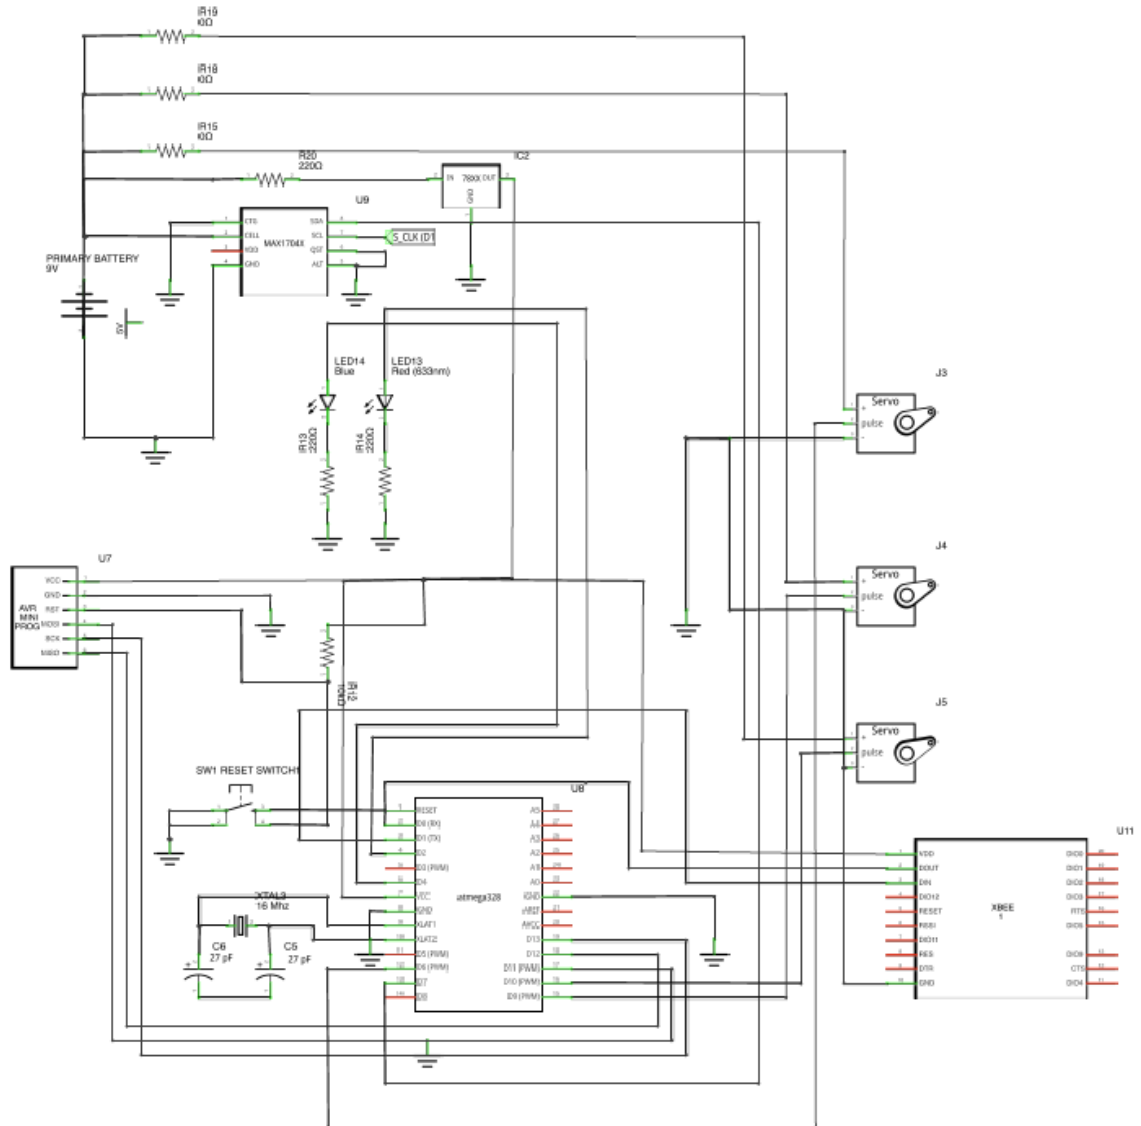 IR19
0Ω
IR18
0Ω
IR15
0Ω
R20
220Ω
IC2
IN 78XX OUT
GND
U9
CTG
CELL
VDD
GND
MAX1704X
SDA
SCL
QST
ALT
S_CLK (D1
PRIMARY BATTERY
9V
5V
LED14
Blue
LED13
Red (633nm)
IR13
220Ω
IR14
220Ω
J3
Servo
+
pulse
-
J4
Servo
+
pulse
-
J5
Servo
+
pulse
-
U7
VCC
GND
RST
MOSI
SCK
MISO
AVR
MINI
PROG
IR12
10kΩ
SW1 RESET SWITCH1
U8
RESET
D0 (RX)
D1 (TX)
D2
D3 (PWM)
D4
VCC
GND
XLAT1
XLAT2
D5 (PWM)
D6 (PWM)
D7
D8
atmega328
A5
A4
A3
A2
A1
A0
GND
AREF
AVCC
D13
D12
D11 (PWM)
D10 (PWM)
D9 (PWM)
XTAL3
16 Mhz
C6
27 pF
C5
27 pF
U11
VDD
DOUT
DIN
DIO12
RESET
RSSI
DIO11
RES
DTR
GND
XBEE
1
DIO0
DIO1
DIO2
DIO3
RTS
DIO5
DIO9
CTS
DIO4